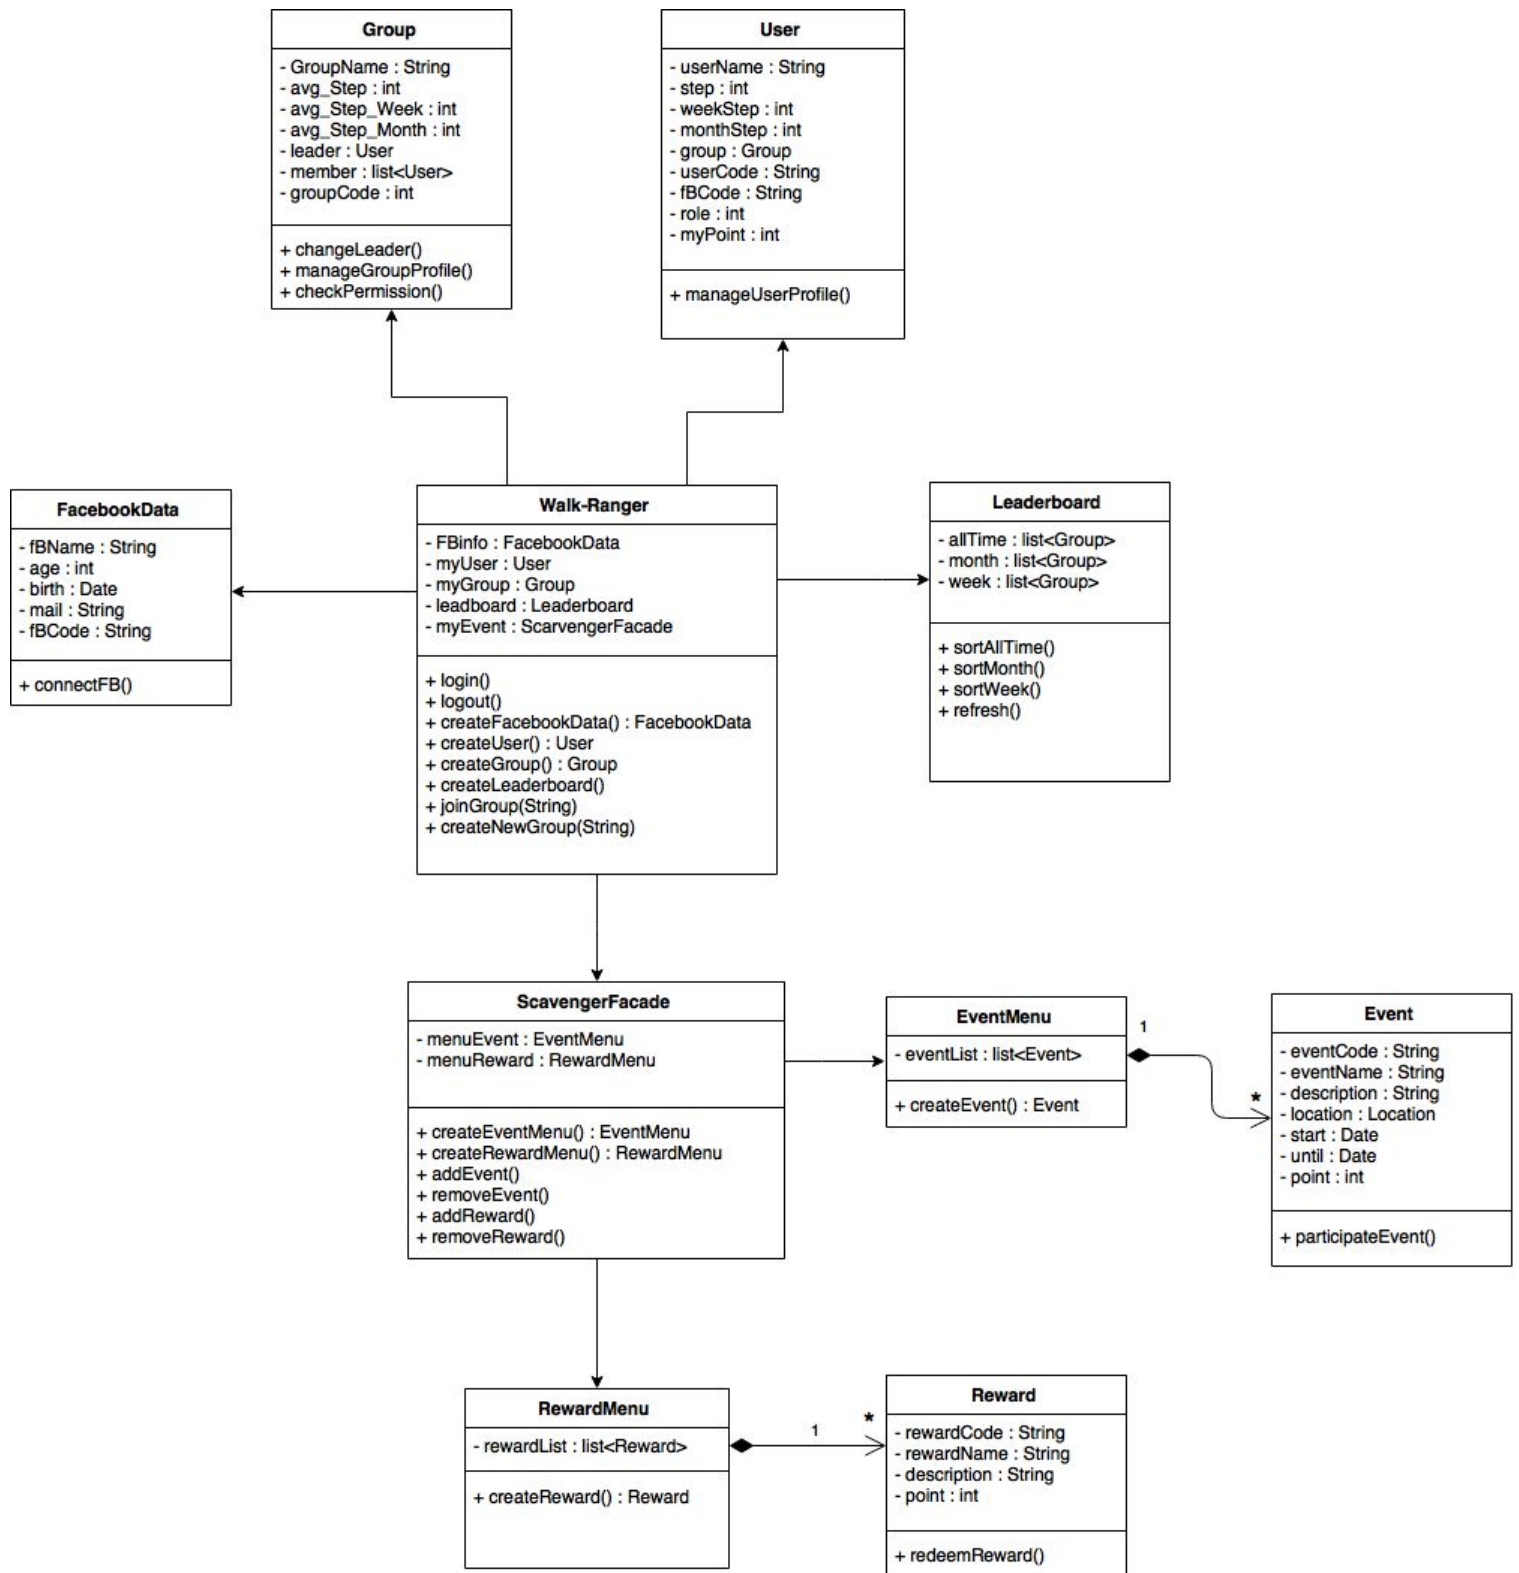 Group
- GroupName : String
- avg_Step : int
- avg_Step_Week : int
- avg_Step_Month : int
- leader : User
- member : list<User>
- groupCode : int
+ changeLeader()
+ manageGroupProfile()
+ checkPermission()
User
- userName : String
- step : int
- weekStep : int
- monthStep : int
- group : Group
- userCode : String
- fBCode : String
- role : int
- myPoint : int
+ manageUserProfile()
FacebookData
- fBName : String
- age : int
- birth : Date
- mail : String
- fBCode : String
+ connectFB()
Walk-Ranger
- FBinfo : FacebookData
- myUser : User
- myGroup : Group
- leadboard : Leaderboard
- myEvent : ScarvengerFacade
+ login()
+ logout()
+ createFacebookData() : FacebookData
+ createUser() : User
+ createGroup() : Group
+ createLeaderboard()
+ joinGroup(String)
+ createNewGroup(String)
Leaderboard
- allTime : list<Group>
- month : list<Group>
- week : list<Group>
+ sortAllTime()
+ sortMonth()
+ sortWeek()
+ refresh()
ScavengerFacade
- menuEvent : EventMenu
- menuReward : RewardMenu
+ createEventMenu() : EventMenu
+ createRewardMenu() : RewardMenu
+ addEvent()
+ removeEvent()
+ addReward()
+ removeReward()
EventMenu
- eventList : list<Event>
+ createEvent() : Event
1
*
Event
- eventCode : String
- eventName : String
- description : String
- location : Location
- start : Date
- until : Date
- point : int
+ participateEvent()
RewardMenu
- rewardList : list<Reward>
+ createReward() : Reward
1
*
Reward
- rewardCode : String
- rewardName : String
- description : String
- point : int
+ redeemReward()